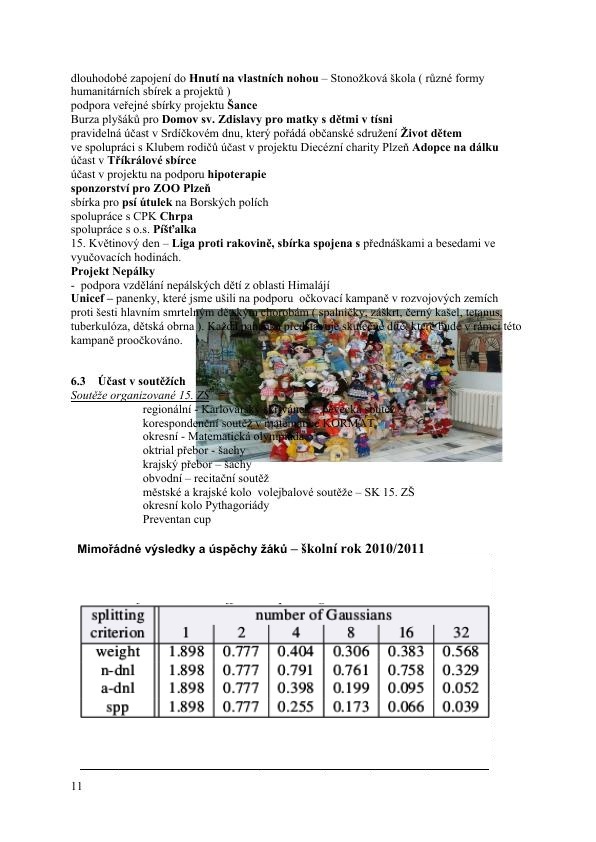 dlouhodobé zapojení do Hnutí na vlastních nohou – Stonožková škola ( různé formy
humanitárních sbírek a projektů )
podpora veřejné sbírky projektu Šance
Burza plyšáků pro Domov sv. Zdislavy pro matky s dětmi v tísni
pravidelná účast v Srdíčkovém dnu, který pořádá občanské sdružení Život dětem
ve spolupráci s Klubem rodičů účast v projektu Diecézní charity Plzeň Adopce na dálku
účast v Tříkrálové sbírce
účast v projektu na podporu hipoterapie
sponzorství pro ZOO Plzeň
sbírka pro psí útulek na Borských polích
spolupráce s CPK Chrpa
spolupráce s o.s. Píšťalka
15. Květinový den – Liga proti rakovině, sbírka spojena s přednáškami a besedami ve
vyučovacích hodinách.
Projekt Nepálky
- podpora vzdělání nepálských dětí z oblasti Himalájí
Unicef – panenky, které jsme ušili na podporu očkovací kampaně v rozvojových zemích
proti šesti hlavním smrtelným dětským chorobám ( spalničky, záškrt, černý kašel, tetanus,
tuberkulóza, dětská obrna ). Každá panenka představuje skutečné dítě, které bude v rámci této
kampaně proočkováno.
6.3 Účast v soutěžích
Soutěže organizované 15. ZŠ
regionální - Karlovarský skřivánek – pěvecká soutěž
korespondenční soutěž v matematice KORMAT
okresní - Matematická olympiáda
oktrial přebor - šachy
krajský přebor – šachy
obvodní – recitační soutěž
městské a krajské kolo volejbalové soutěže – SK 15. ZŠ
okresní kolo Pythagoriády
Preventan cup
Mimořádné výsledky a úspěchy žáků – školní rok 2010/2011
splitting number of Gaussians
criterion 1 2 4 8 16 32
weight 1.898 0.777 0.404 0.306 0.383 0.568
n-dnl 1.898 0.777 0.791 0.761 0.758 0.329
a-dnl 1.898 0.777 0.398 0.199 0.095 0.052
spp 1.898 0.777 0.255 0.173 0.066 0.039
11